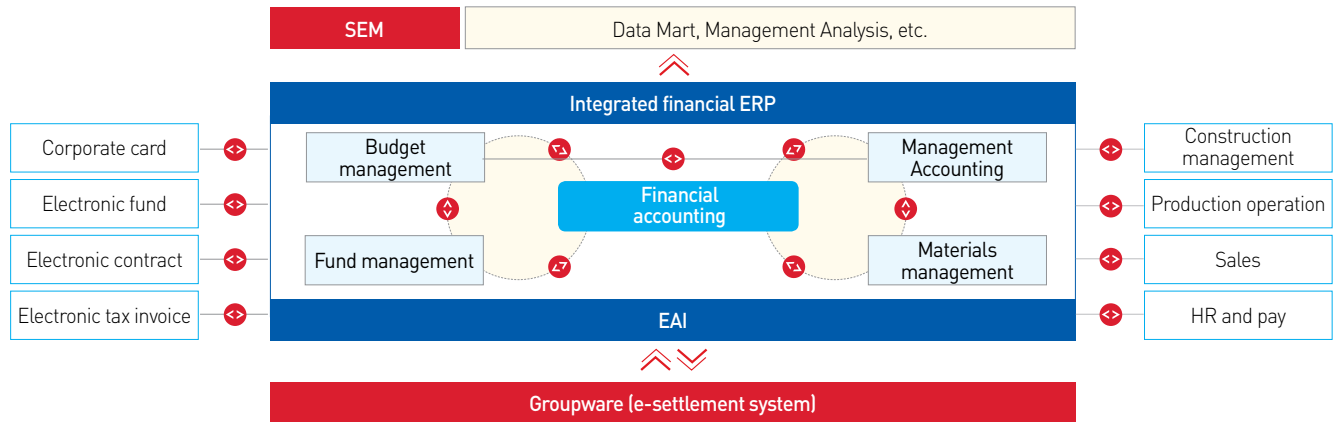 SEM
Data Mart, Management Analysis, etc.
Integrated financial ERP
Corporate card
Electronic fund
Electronic contract
Electronic tax invoice
Budget
management
Management
Accounting
Financial
accounting
Fund management
Materials
management
Construction
management
Production operation
Sales
HR and pay
EAI
Groupware (e-settlement system)